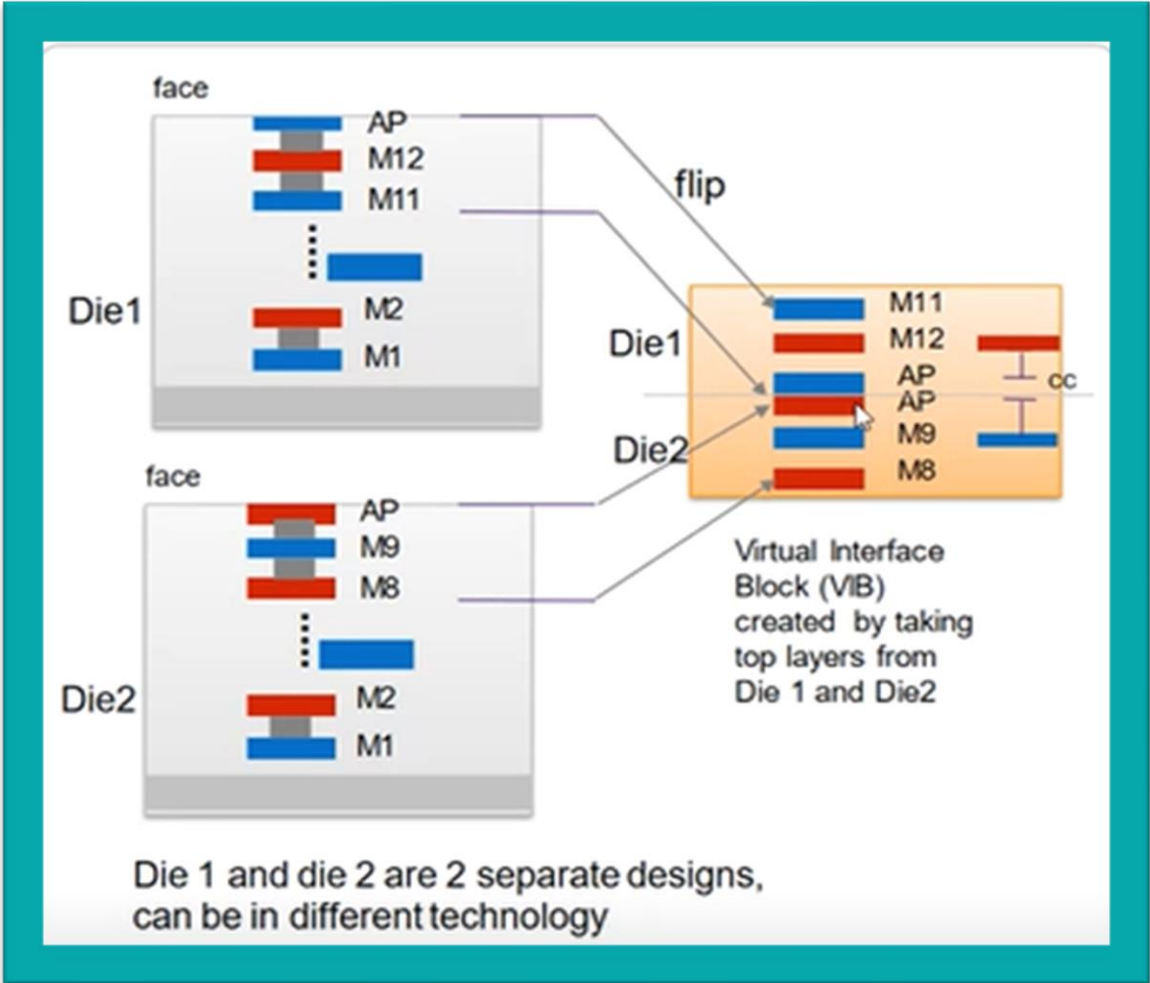 face
AP
M12
M11
Die1
M2
M1
flip
Die1
M11
M12
AP
cc
AP
Die2
M9
M8
face
AP
M9
M8
Die2
M2
M1
Virtual Interface
Block (VIB)
created by taking
top layers from
Die 1 and Die2
Die 1 and die 2 are 2 separate designs,
can be in different technology